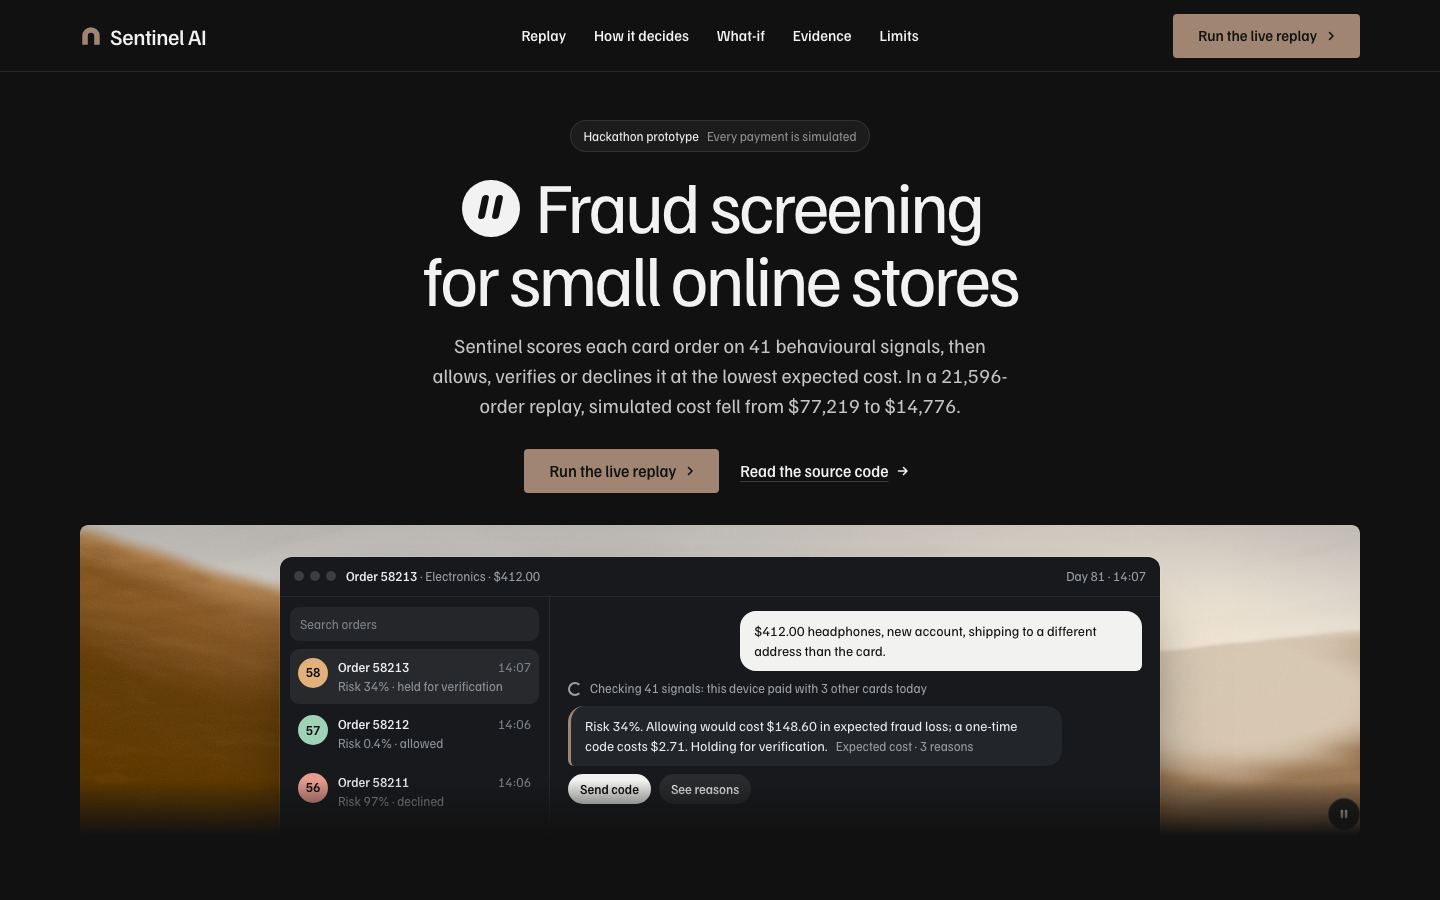 Sentinel AI
Replay
How it decides
What-if
Evidence
Limits
Run the live replay
Hackathon prototype Every payment is simulated
Fraud screening
for small online stores
Sentinel scores each card order on 41 behavioural signals, then
allows, verifies or declines it at the lowest expected cost. In a 21,596-
order replay, simulated cost fell from $77,219 to $14,776.
Run the live replay
Read the source code
Order 58213 · Electronics · $412.00
Day 81 · 14:07
Search orders
58
Order 58213
14:07
Risk 34% · held for verification
57
Order 58212
14:06
Risk 0.4% · allowed
56
Order 58211
14:06
Risk 97% · declined
$412.00 headphones, new account, shipping to a different
address than the card.
Checking 41 signals: this device paid with 3 other cards today
Risk 34%. Allowing would cost $148.60 in expected fraud loss; a one-time
code costs $2.71. Holding for verification. Expected cost · 3 reasons
Send code
See reasons